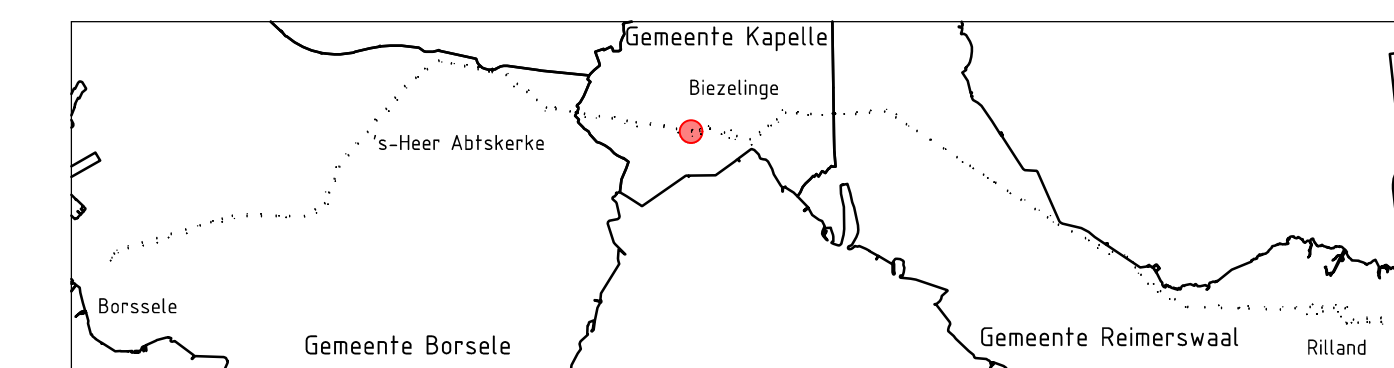 Gemeente Kapelle
Biezelinge
's-Heer Abtskerke
Borssele
Gemeente Borsele
Gemeente Reimerswaal
Rilland